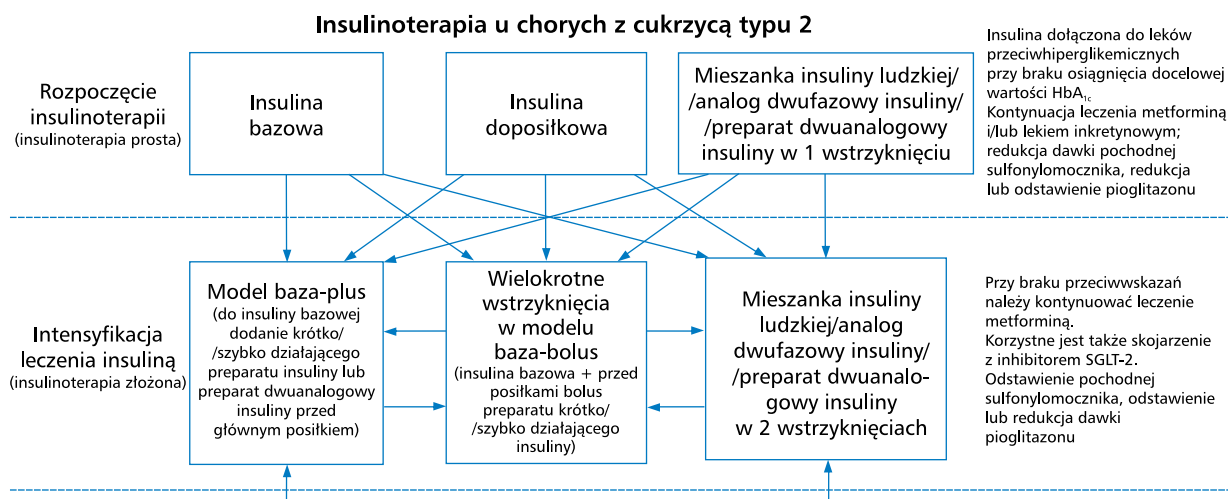 Insulinoterapia u chorych z cukrzycą typu 2
Rozpoczęcie
insulinoterapii
(insulinoterapia prosta)
Insulina
bazowa
Insulina
doposiłkowa
Mieszanka insuliny ludzkiej/
/analog dwufazowy insuliny/
/preparat dwuanalogowy
insuliny w 1 wstrzyknięciu
Insulina dołączona do leków
przeciwhiperglikemicznych
przy braku osiągnięcia docelowej
wartości HbA1c
Kontynuacja leczenia metforminą
i/lub lekiem inkretynowym;
redukcja dawki pochodnej
sulfonylomocznika, redukcja
lub odstawienie pioglitazonu
Intensyfikacja
leczenia insuliną
(insulinoterapia złożona)
Model baza-plus
(do insuliny bazowej
dodanie krótko/
/szybko działającego
preparatu insuliny lub
preparat dwuanalogowy
insuliny przed
głównym posiłkiem)
Wielokrotne
wstrzyknięcia
w modelu
baza-bolus
(insulina bazowa + przed
posiłkami bolus
preparatu krótko/
/szybko działającego
insuliny)
Mieszanka insuliny
ludzkiej/analog
dwufazowy insuliny/
/preparat dwuanalo-
gowy insuliny
w 2 wstrzyknięciach
Przy braku przeciwwskazań
należy kontynuować leczenie
metforminą.
Korzystne jest także skojarzenie
z inhibitorem SGLT-2.
Odstawienie pochodnej
sulfonylomocznika, odstawienie
lub redukcja dawki
pioglitazonu